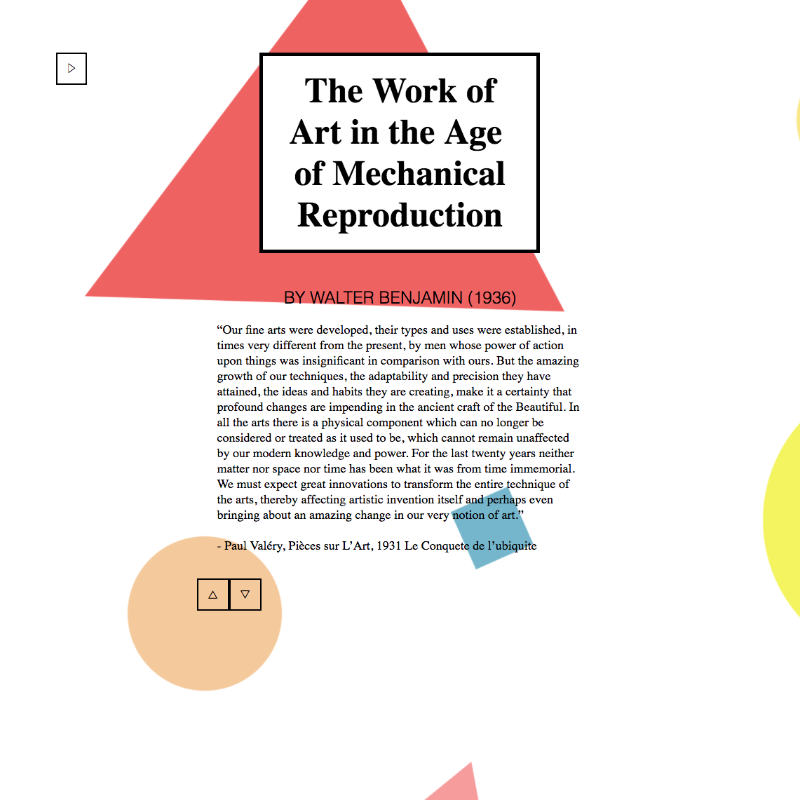 The Work of
Art in the Age
of Mechanical
Reproduction
BY WALTER BENJAMIN (1936)
“Our fine arts were developed, their types and uses were established, in
times very different from the present, by men whose power of action
upon things was insignificant in comparison with ours. But the amazing
growth of our techniques, the adaptability and precision they have
attained, the ideas and habits they are creating, make it a certainty that
profound changes are impending in the ancient craft of the Beautiful. In
all the arts there is a physical component which can no longer be
considered or treated as it used to be, which cannot remain unaffected
by our modern knowledge and power. For the last twenty years neither
matter nor space nor time has been what it was from time immemorial.
We must expect great innovations to transform the entire technique of
the arts, thereby affecting artistic invention itself and perhaps even
bringing about an amazing change in our very notion of art.”
- Paul Valéry, Pièces sur L’Art, 1931 Le Conquete de l’ubiquite